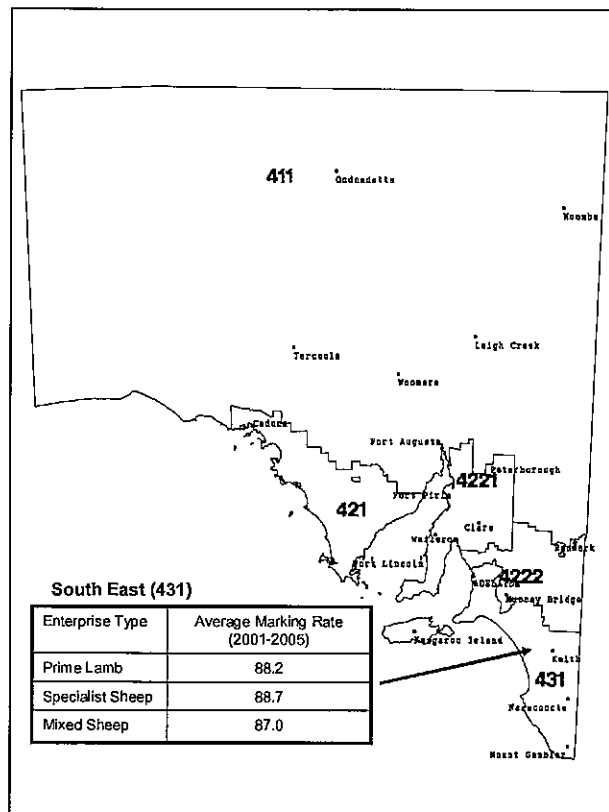 411
Oodnadatta
Moomba
Leigh Creek
Tarcoola
Woomera
Ceduna
Port Augusta
Peterborough
4221
Port Pirie
421
Clare
Wallaroo
Renmark
Port Lincoln
4222
ADELAIDE
Murray Bridge
South East (431)
Enterprise Type
Average Marking Rate
(2001-2005)
Prime Lamb
88.2
Specialist Sheep
88.7
Mixed Sheep
87.0
Kangaroo Island
Keith
431
Naracoorte
Mount Gambier